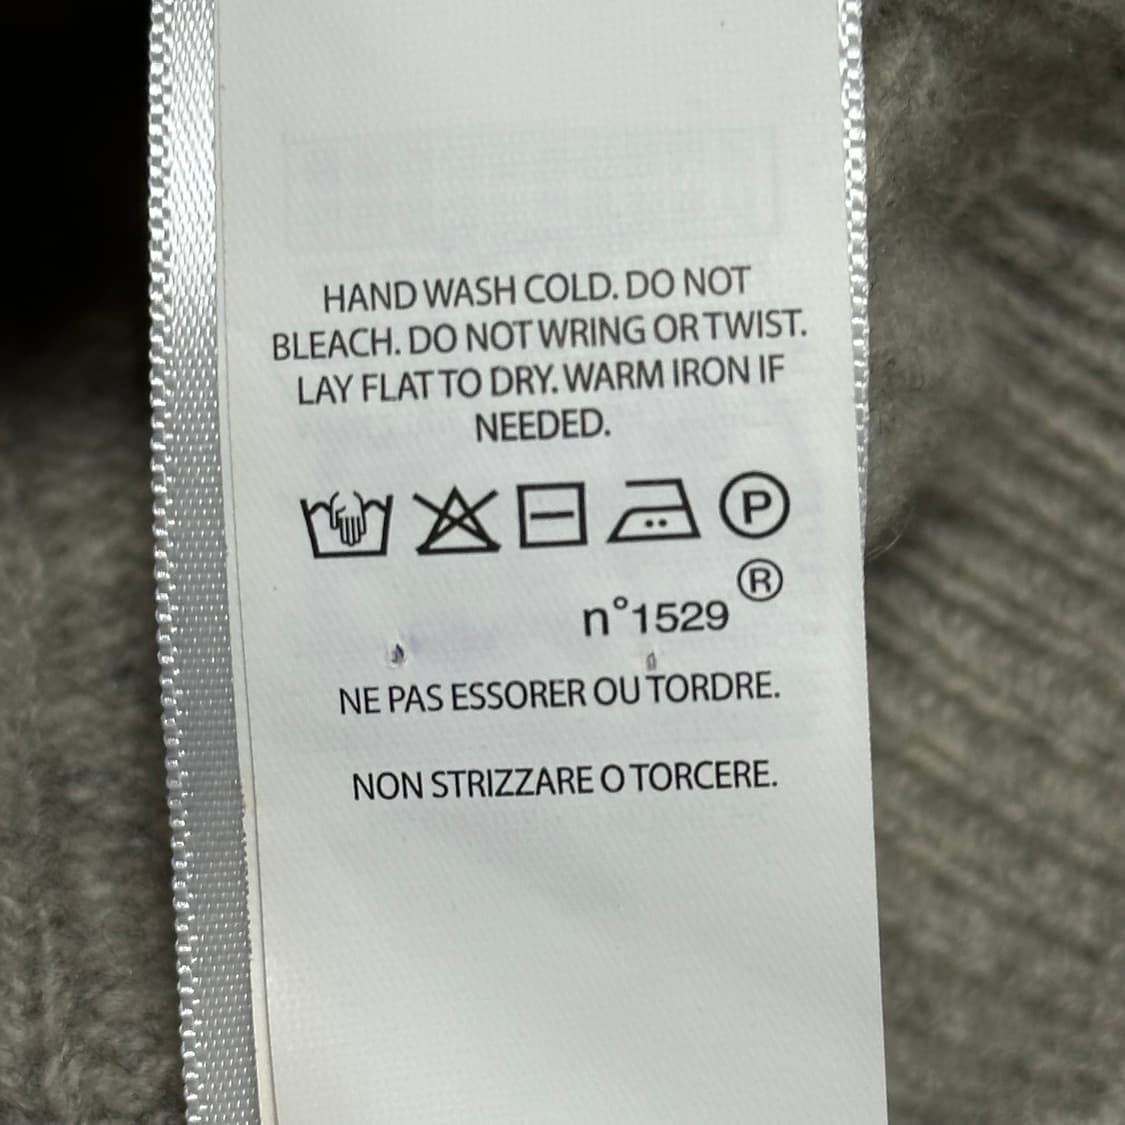 HAND WASH COLD. DO NOT
BLEACH. DO NOT WRING OR TWIST.
LAY FLAT TO DRY. WARM IRON IF
NEEDED.
P
®
n°1529
NE PAS ESSORER OU TORDRE.
NON STRIZZARE O TORCERE.